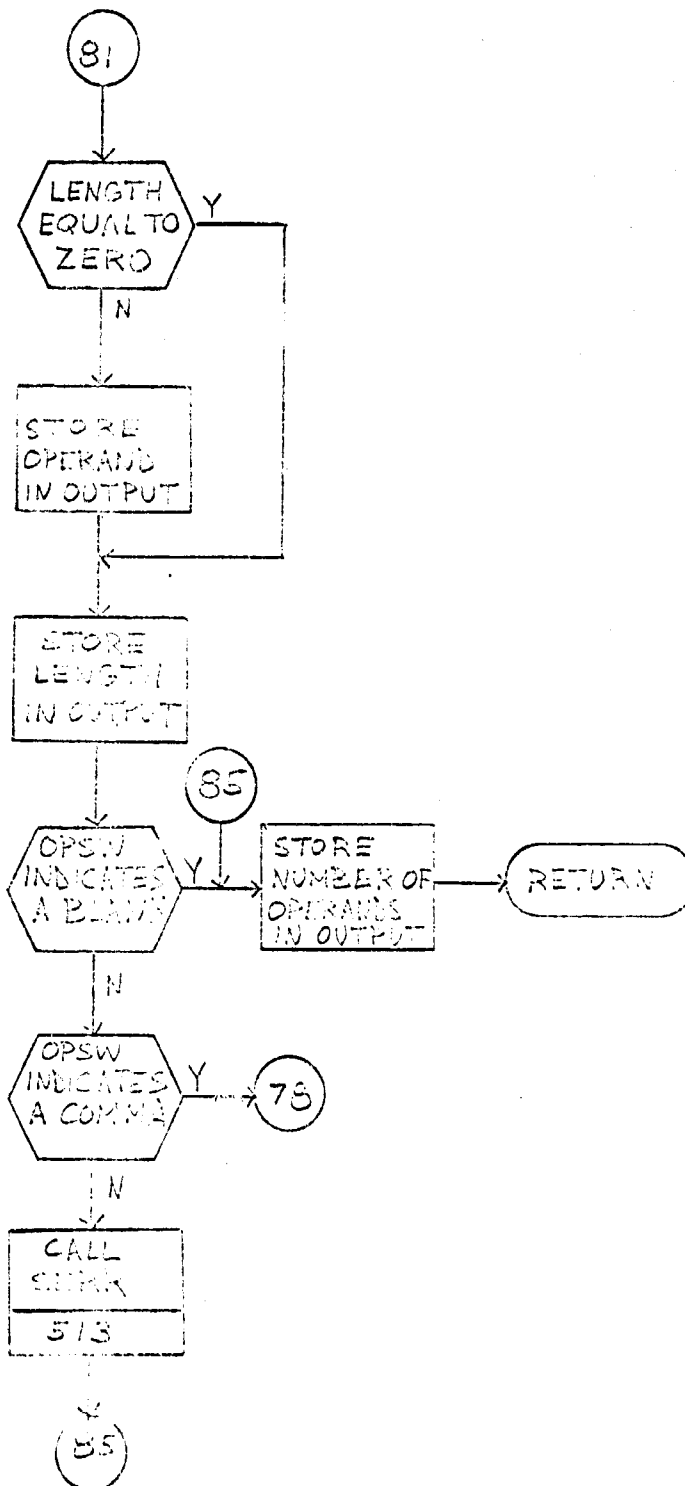 81
LENGTH
EQUAL TO
ZERO
Y
N
STORE
OPERAND
IN OUTPUT
STORE
LENGTH
IN OUTPUT
85
OPSW
INDICATES
A BLANK
Y
STORE
NUMBER OF
OPERANDS
IN OUTPUT
RETURN
N
OPSW
INDICATES
A COMMA
Y
78
N
CALL
513
85